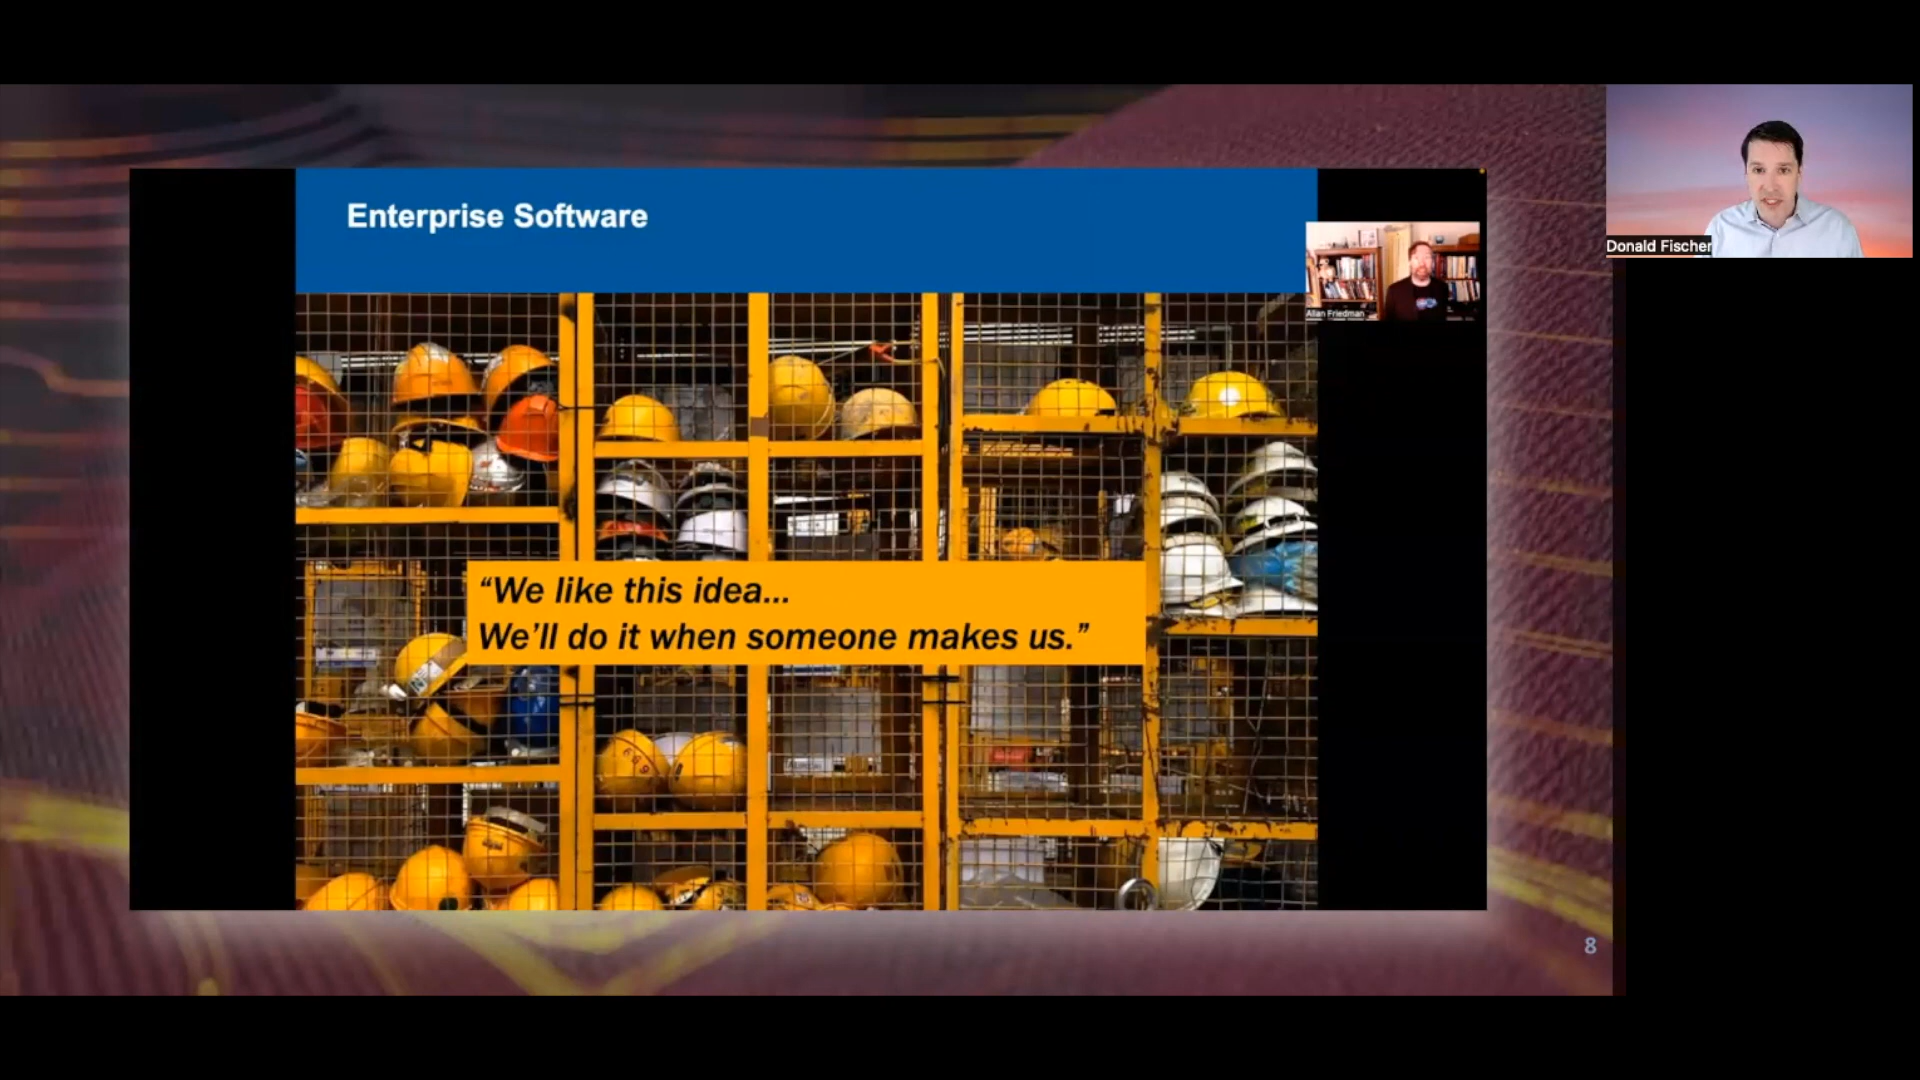 Enterprise Software
Donald Fischer
Allan Friedman
“We like this idea...
We’ll do it when someone makes us.”
8